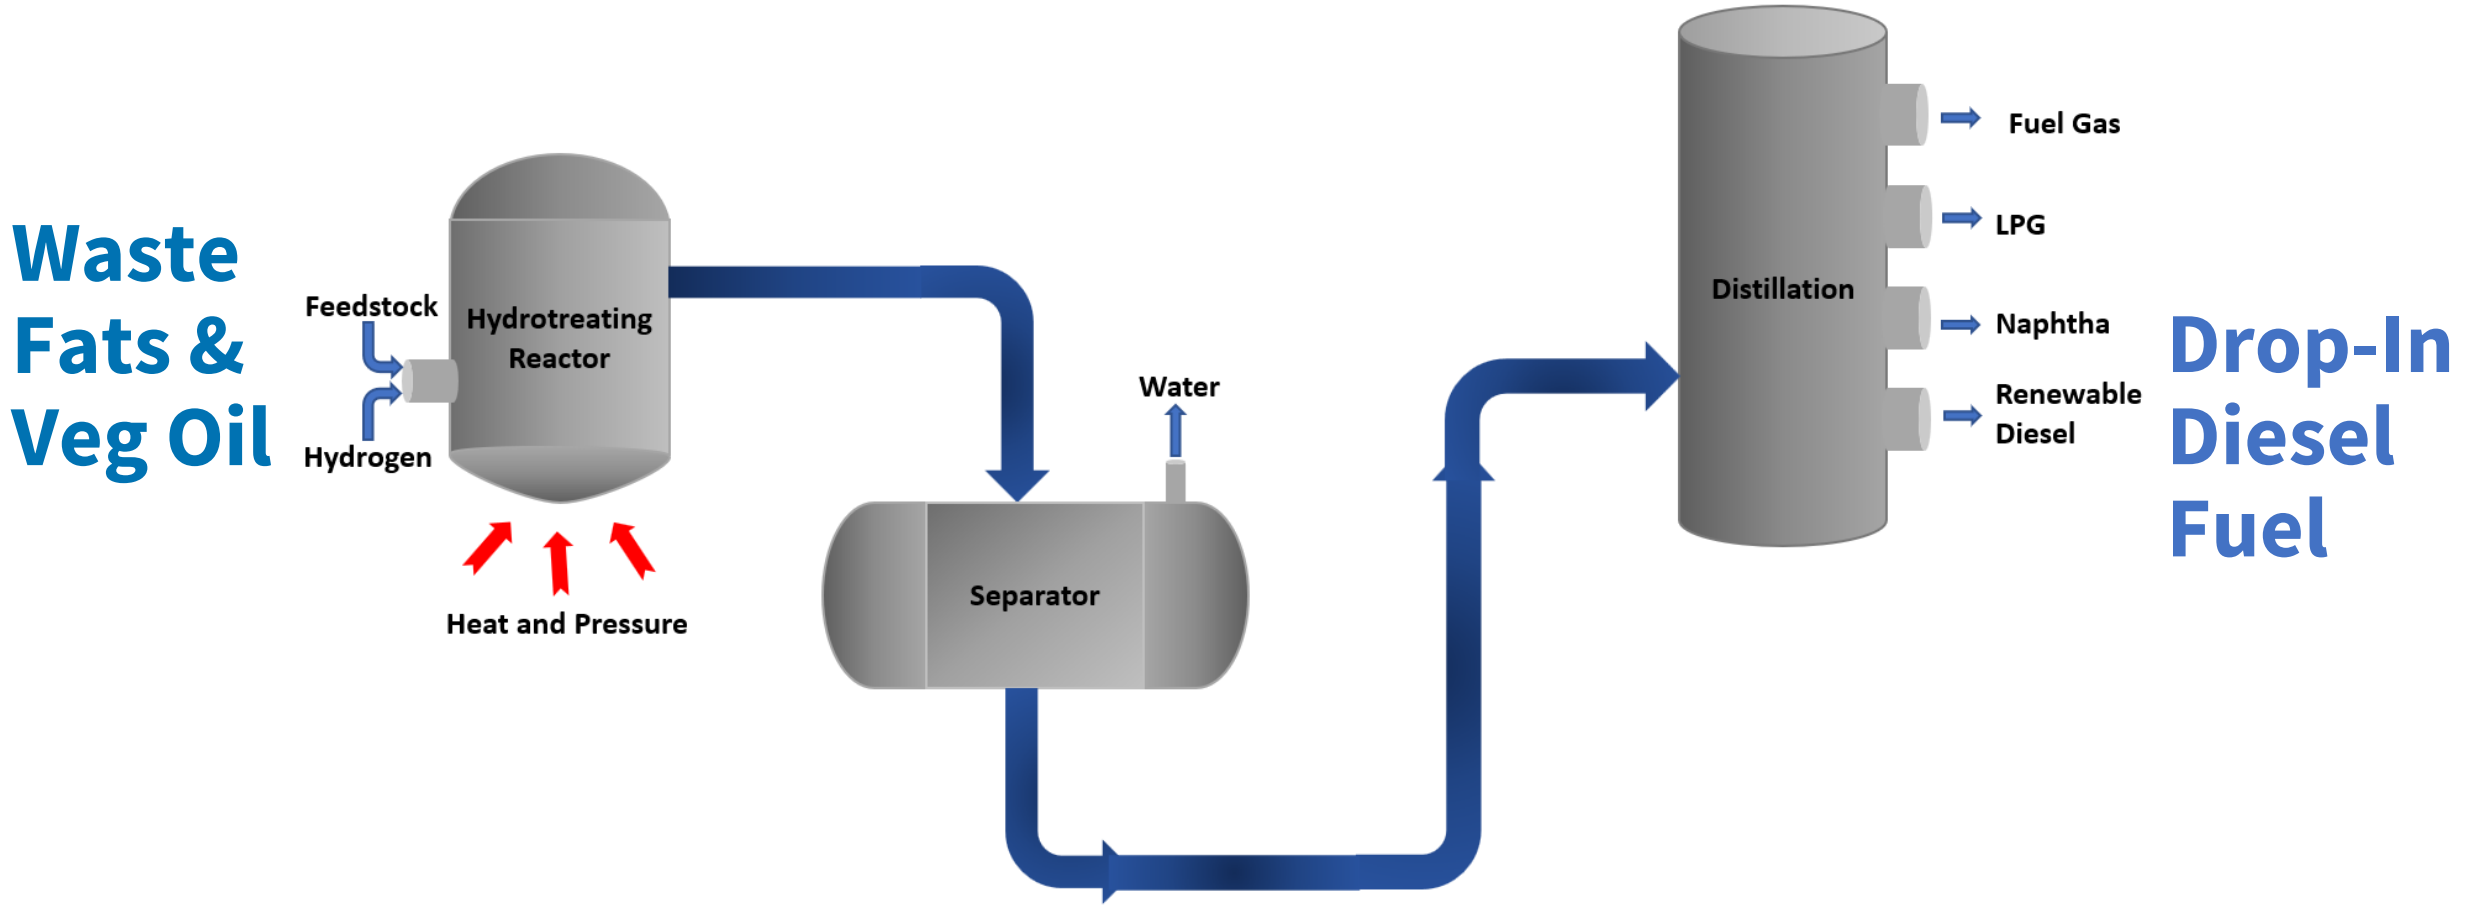 Waste
Fats &
Veg Oil
Feedstock
Hydrogen
Hydrotreating
Reactor
Heat and Pressure
Water
Separator
Distillation
Fuel Gas
LPG
Naphtha
Renewable
Diesel
Drop-In
Diesel
Fuel